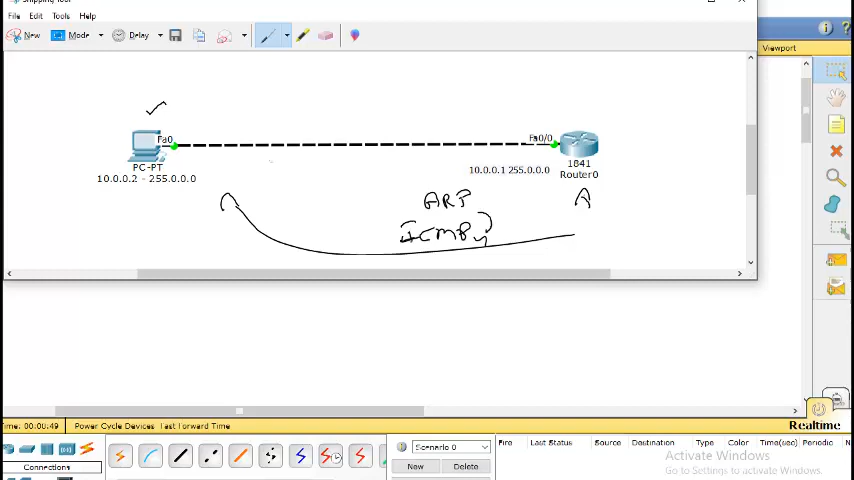 Snipping Tool
File Edit Tools Help
New Mode Delay
Viewport
Fa0
Fa0/0
PC-PT
10.0.0.2 - 255.0.0.0
1841
10.0.0.1 255.0.0.0
Router0
ARP
ICMP
Time: 00:00:49 Power Cycle Devices Fast Forward Time
Realtime
Scenario 0
New Delete
Fire Last Status Source Destination Type Color Time(sec) Periodic N
Connections
Activate Windows
Go to Settings to activate Windows.